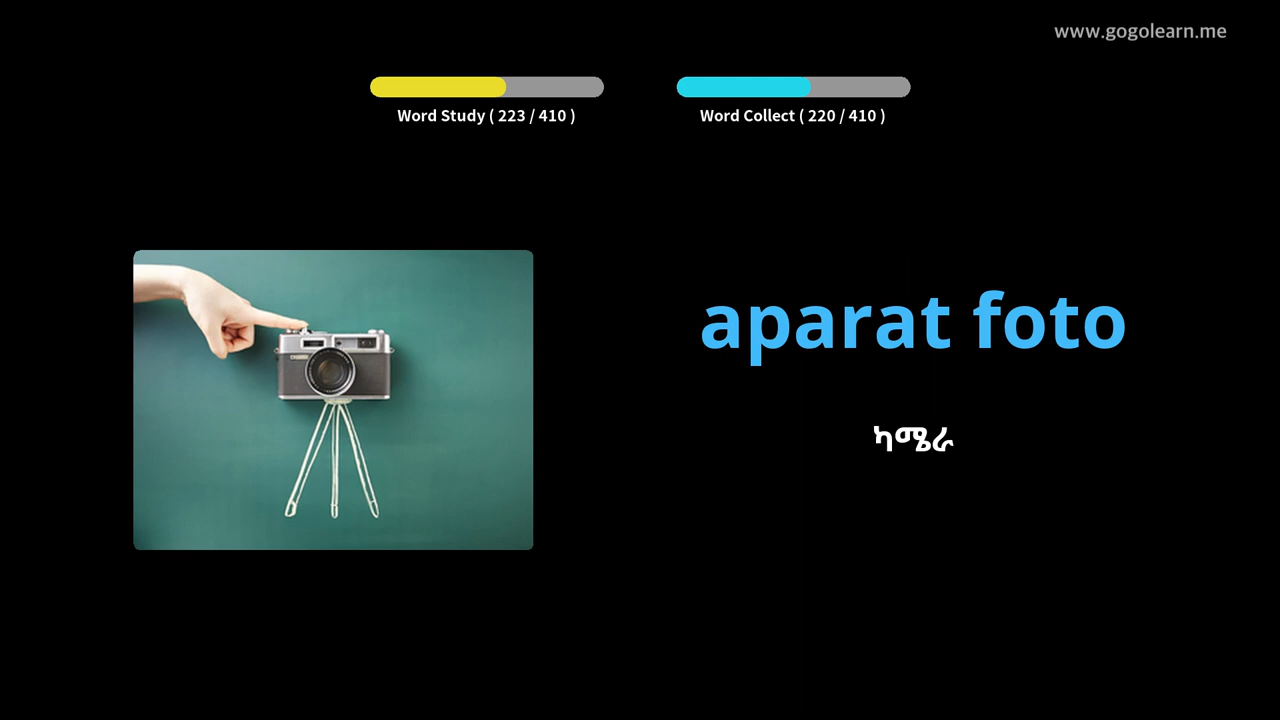 www.gogolearn.me
Word Study ( 223 / 410 )
Word Collect ( 220 / 410 )
aparat foto
ካሜራ